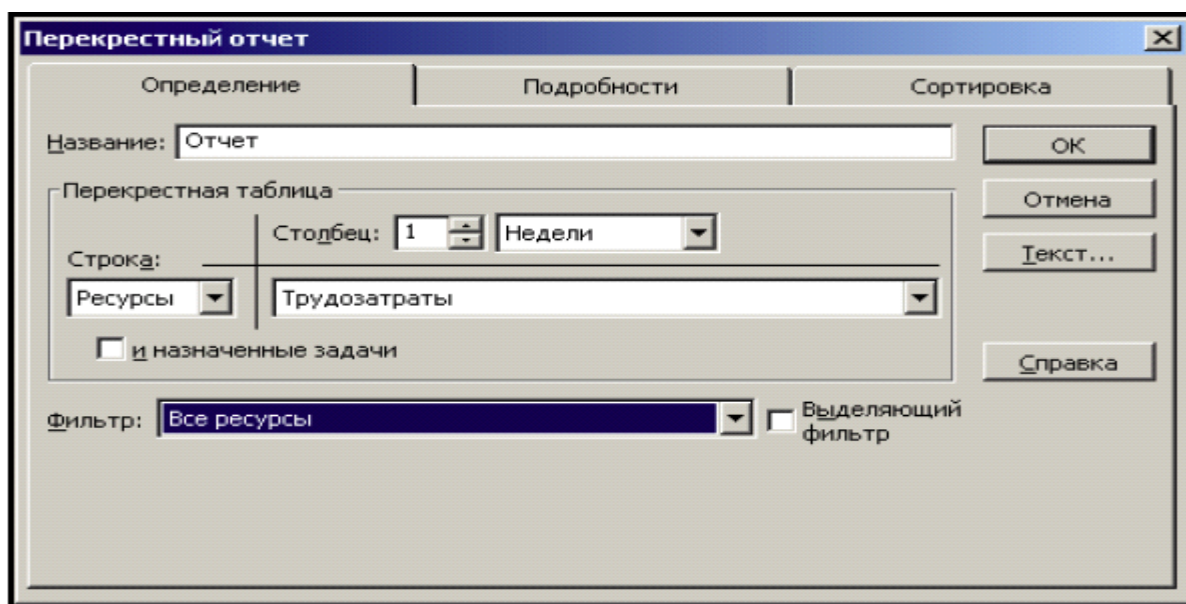 Перекрестный отчет
Определение
Подробности
Сортировка
Название: Отчет
OK
Перекрестная таблица
Отмена
Столбец: 1 Недели
Строка:
Текст...
Ресурсы
Трудозатраты
и назначенные задачи
Справка
Фильтр: Все ресурсы
Выделяющий
фильтр